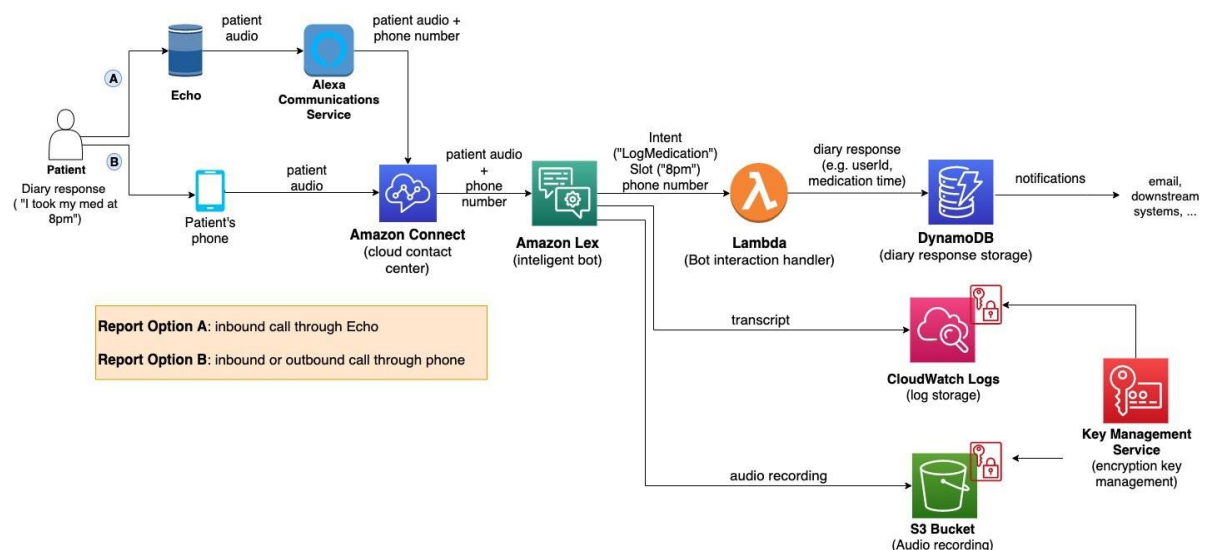 patient
audio
patient audio +
phone number
A
Echo
Alexa
Communications
Service
B
Patient
Diary response
( "I took my med at
8pm")
Patient's
phone
patient
audio
Amazon Connect
(cloud contact
center)
patient audio
+
phone
number
Amazon Lex
(inteligent bot)
Intent
("LogMedication")
Slot ("8pm")
phone number
Lambda
(Bot interaction handler)
diary response
(e.g. userId,
medication time)
DynamoDB
(diary response storage)
notifications
email,
downstream
systems, ...
Report Option A: inbound call through Echo
Report Option B: inbound or outbound call through phone
transcript
CloudWatch Logs
(log storage)
Key Management
Service
(encryption key
management)
audio recording
S3 Bucket
(Audio recording)